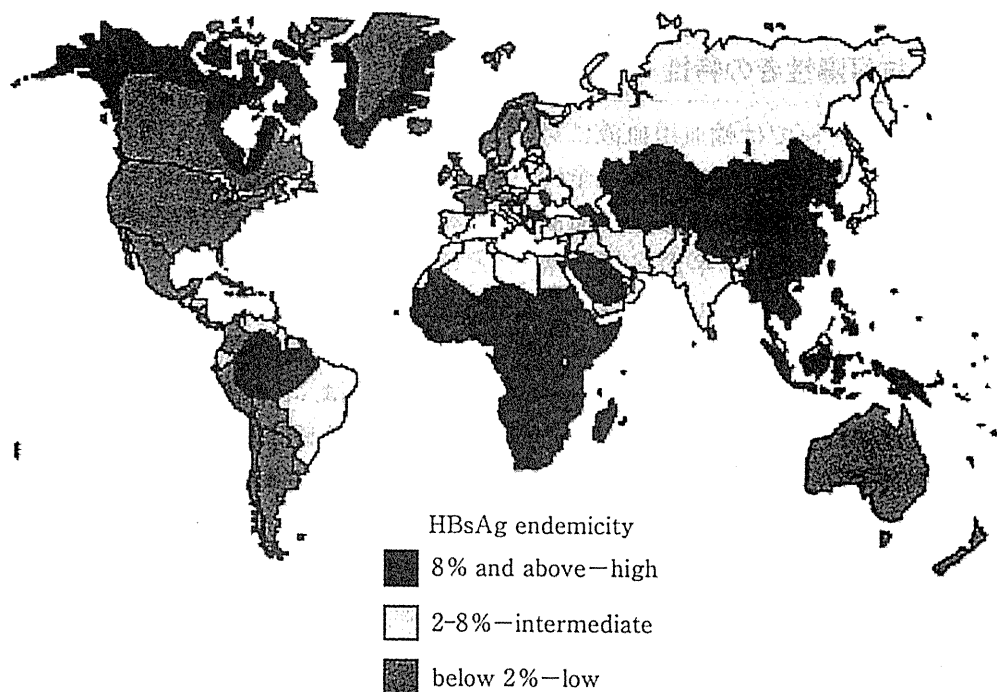 HBsAg endemicity
8% and above—high
2-8%—intermediate
below 2%—low